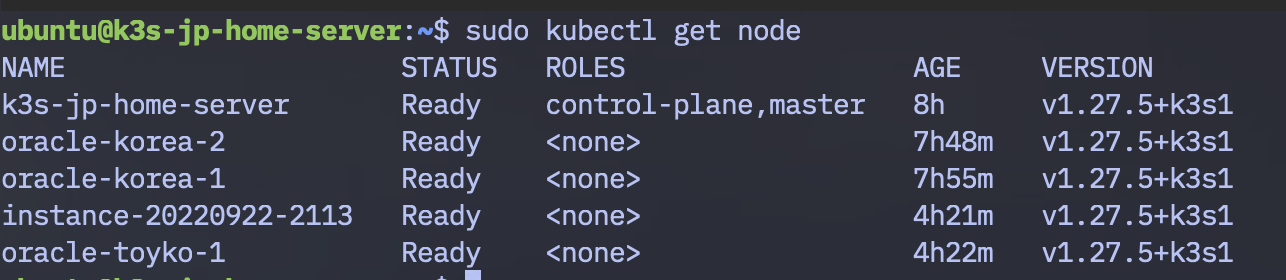 ubuntu@k3s-jp-home-server:~$ sudo kubectl get node
NAME STATUS ROLES AGE VERSION
k3s-jp-home-server Ready control-plane,master 8h v1.27.5+k3s1
oracle-korea-2 Ready <none> 7h48m v1.27.5+k3s1
oracle-korea-1 Ready <none> 7h55m v1.27.5+k3s1
instance-20220922-2113 Ready <none> 4h21m v1.27.5+k3s1
oracle-toyko-1 Ready <none> 4h22m v1.27.5+k3s1